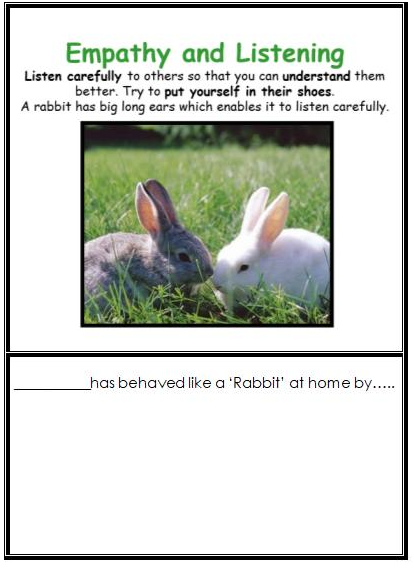 Empathy and Listening
Listen carefully to others so that you can understand them
better. Try to put yourself in their shoes.
A rabbit has big long ears which enables it to listen carefully.
___________has behaved like a ‘Rabbit’ at home by…..